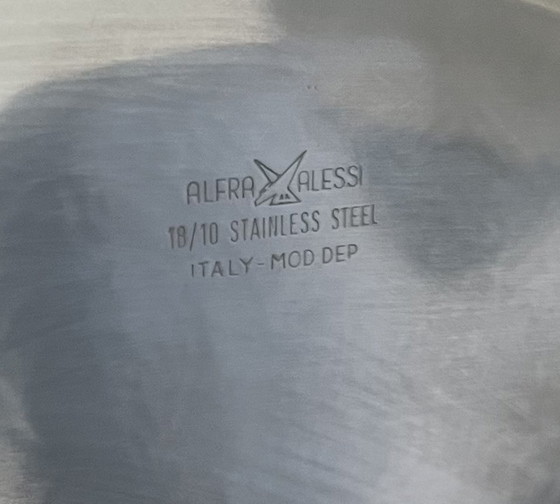 ALFRA ALESSI
18/10 STAINLESS STEEL
ITALY-MOD DEP